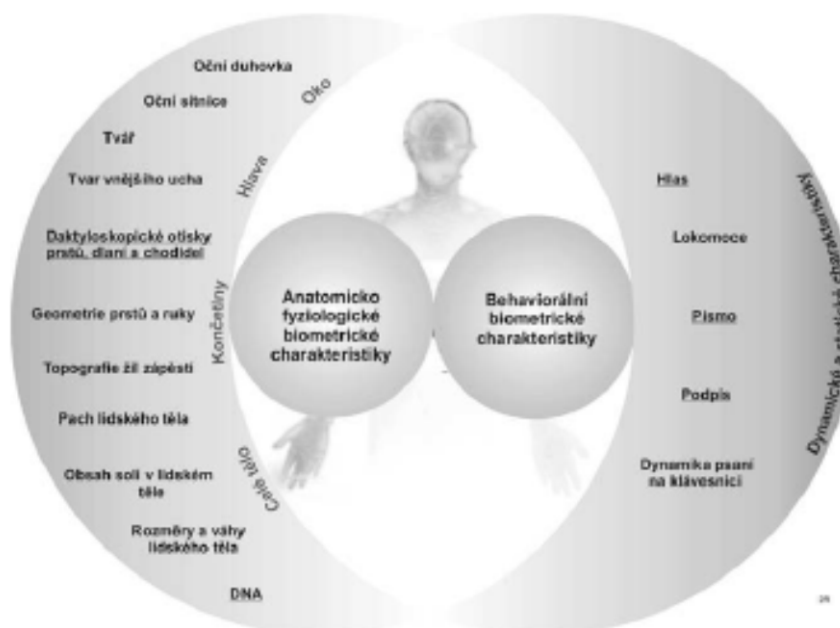 Oční duhovka
Oční sítnice
Oko
Tvář
Tvar vnějšího ucha
Hlava
Daktyloskopické otisky
prstů, dlaní a chodidel
Geometrie prstů a ruky
Končetiny
Topografie žil zápěstí
Pach lidského těla
Obsah soli v lidském
těle
Celé tělo
Rozměry a váhy
lidského těla
DNA
Anatomicko
fyziologické
biometrické
charakteristiky
Behaviorální
biometrické
charakteristiky
Hlas
Lokomoce
Písmo
Podpis
Dynamika psaní
na klávesnici
Dynamické a statické charakteristiky